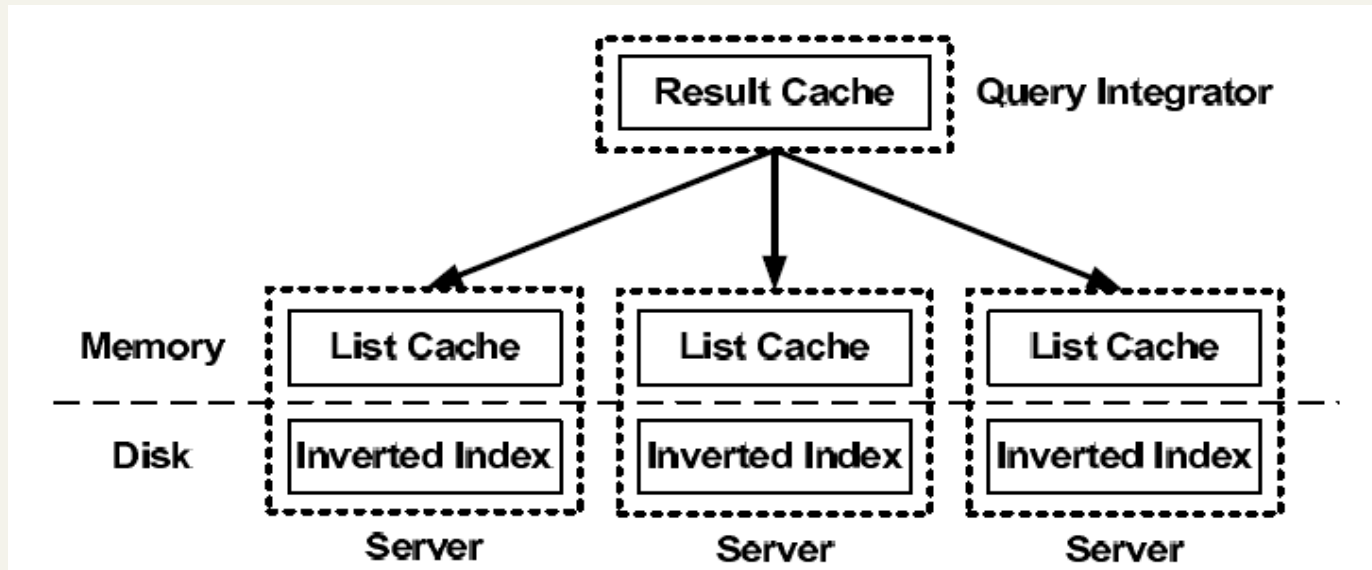 Result Cache Query Integrator
Memory List Cache List Cache List Cache
Disk Inverted Index Inverted Index Inverted Index
Server Server Server